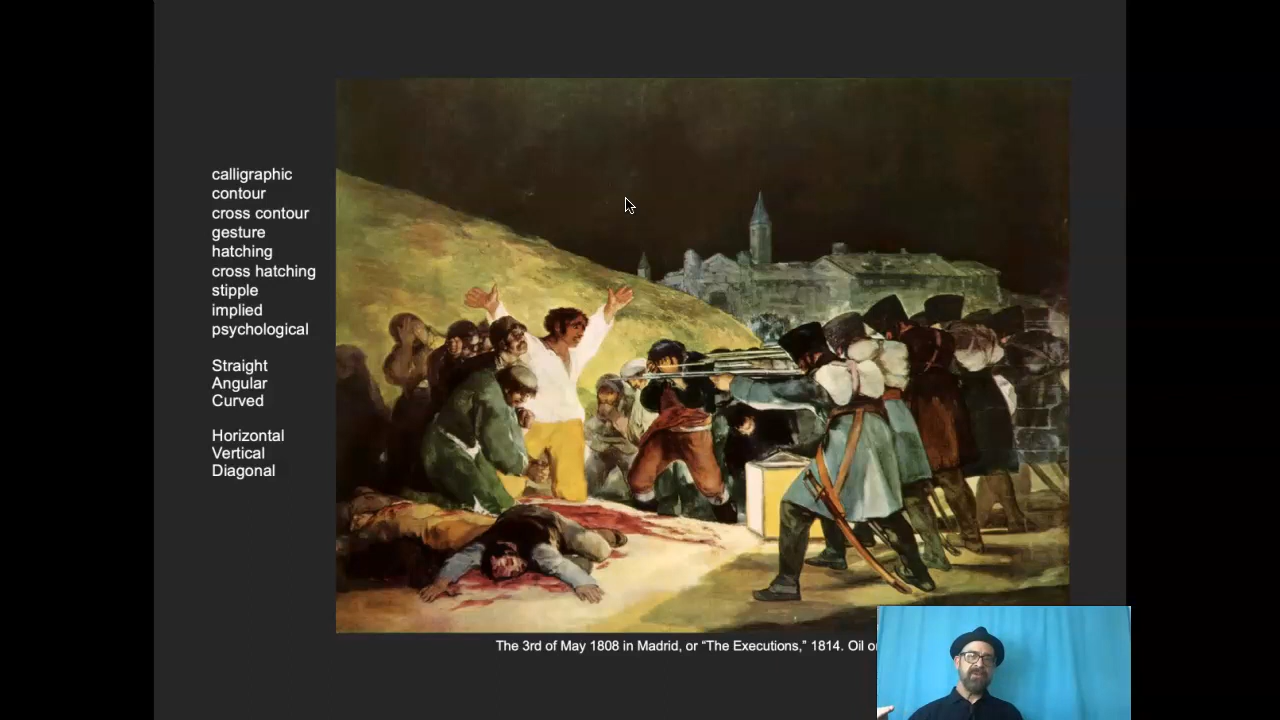 calligraphic
contour
cross contour
gesture
hatching
cross hatching
stipple
implied
psychological
Straight
Angular
Curved
Horizontal
Vertical
Diagonal
The 3rd of May 1808 in Madrid, or “The Executions,” 1814. Oil